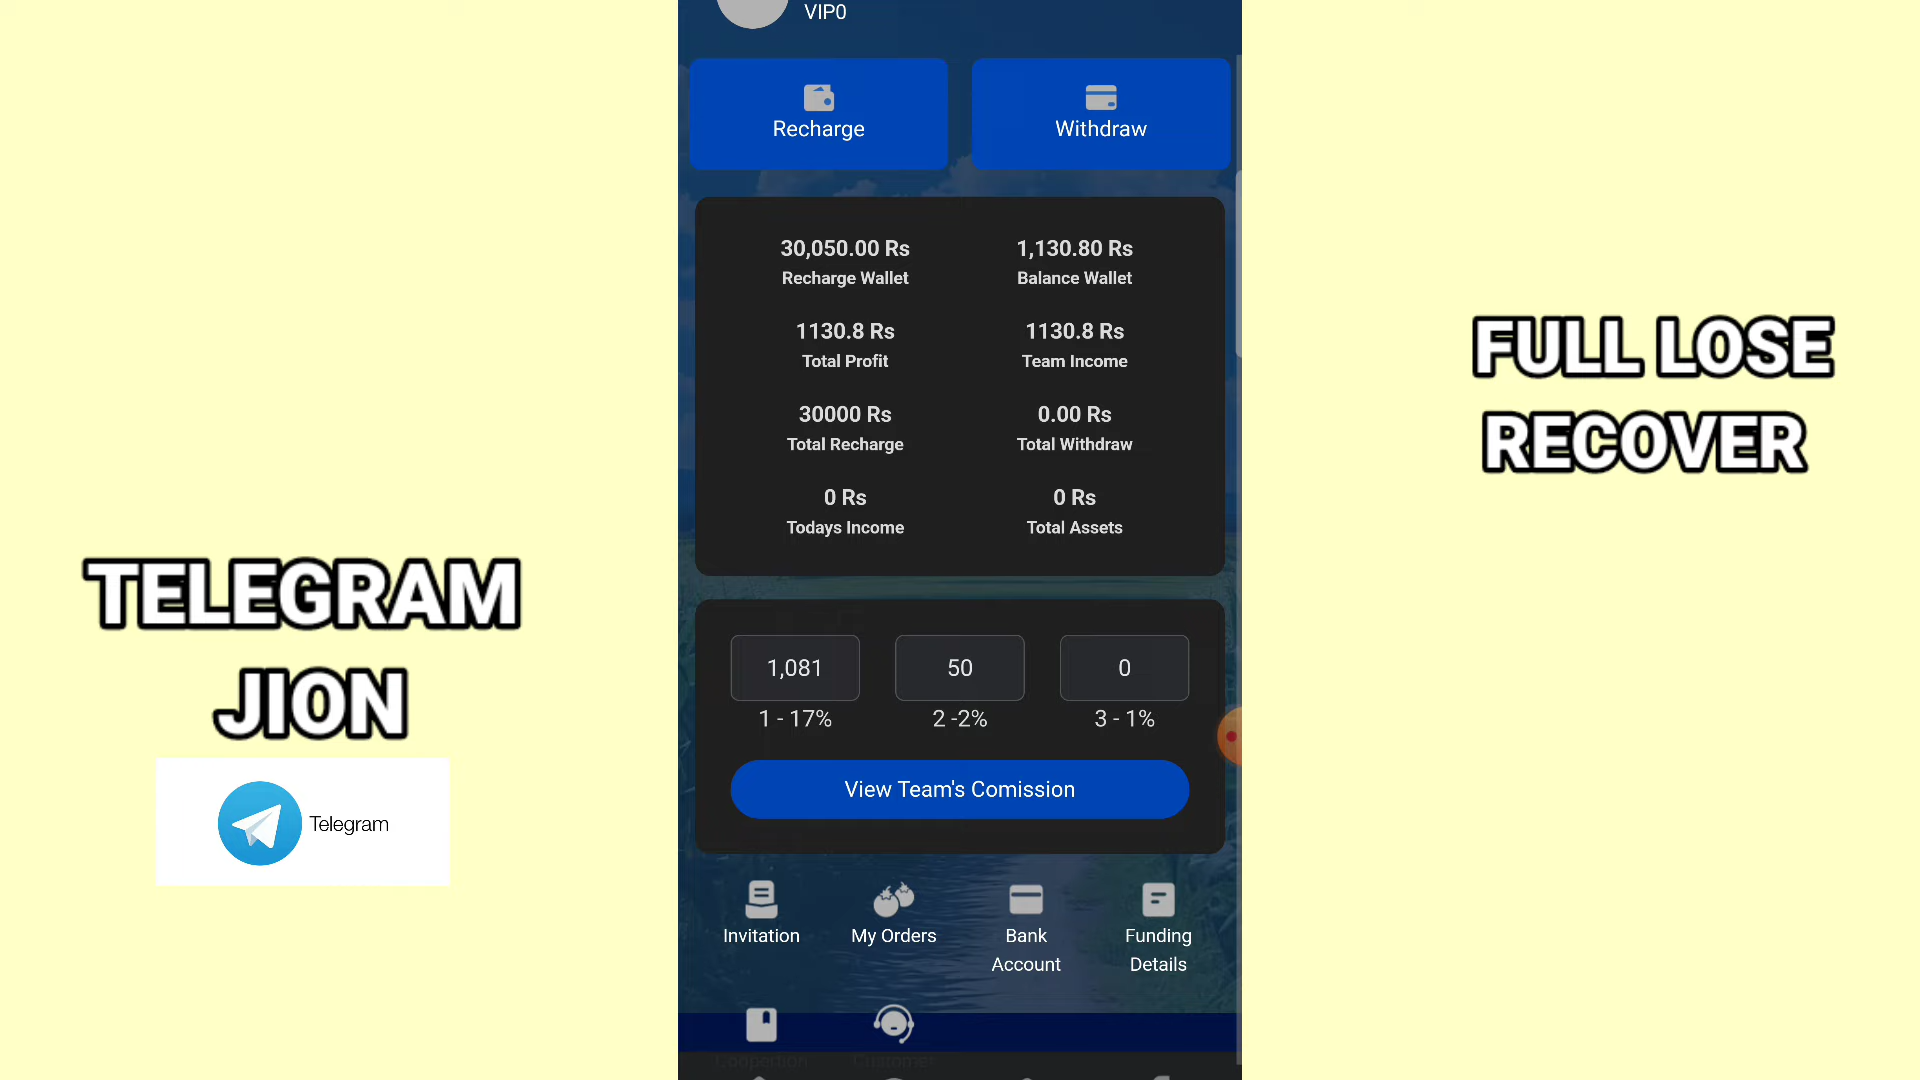 VIP0
Recharge
Withdraw
30,050.00 Rs
Recharge Wallet
1,130.80 Rs
Balance Wallet
1130.8 Rs
Total Profit
1130.8 Rs
Team Income
30000 Rs
Total Recharge
0.00 Rs
Total Withdraw
0 Rs
Todays Income
0 Rs
Total Assets
1,081
50
0
1 - 17%
2 -2%
3 - 1%
View Team's Comission
Invitation
My Orders
Bank
Account
Funding
Details
Coopertion
Customer
TELEGRAM
JION
Telegram
FULL LOSE
RECOVER